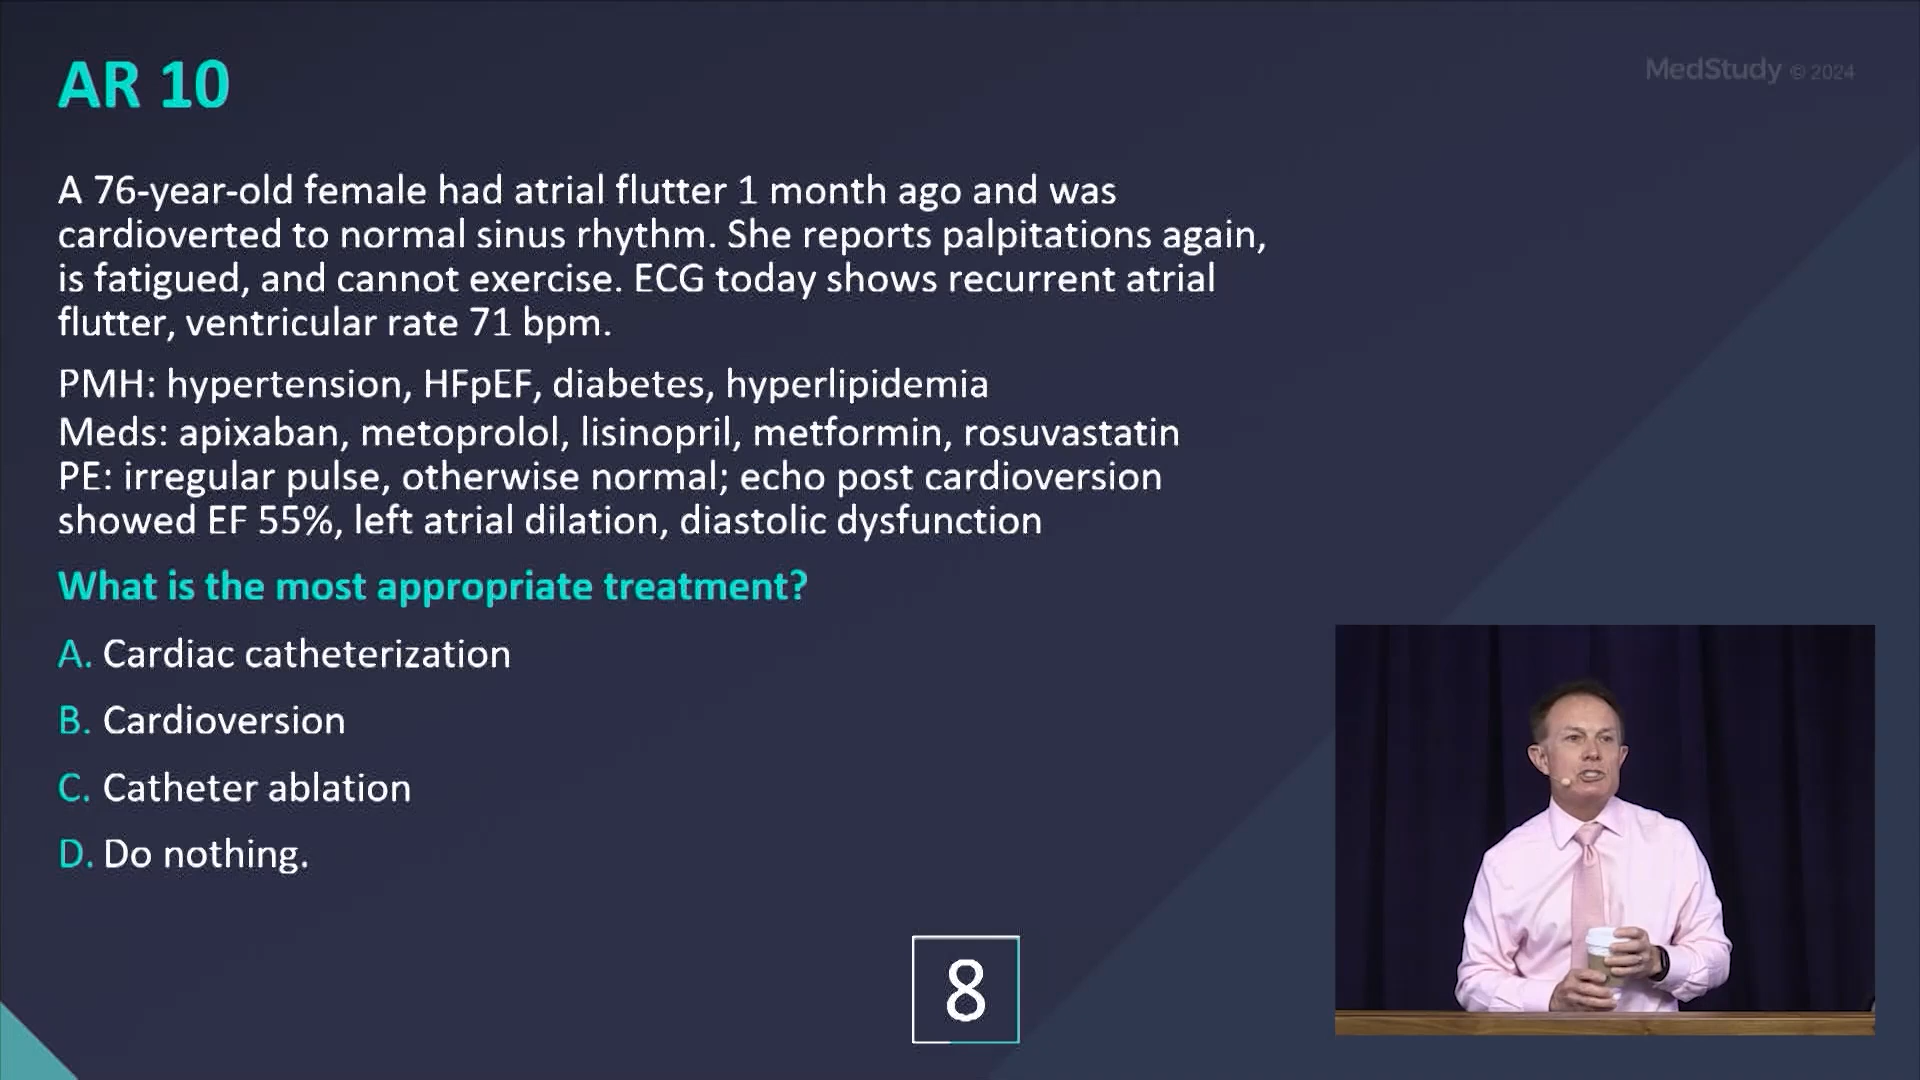 AR 10
MedStudy © 2024
A 76-year-old female had atrial flutter 1 month ago and was
cardioverted to normal sinus rhythm. She reports palpitations again,
is fatigued, and cannot exercise. ECG today shows recurrent atrial
flutter, ventricular rate 71 bpm.
PMH: hypertension, HFpEF, diabetes, hyperlipidemia
Meds: apixaban, metoprolol, lisinopril, metformin, rosuvastatin
PE: irregular pulse, otherwise normal; echo post cardioversion
showed EF 55%, left atrial dilation, diastolic dysfunction
What is the most appropriate treatment?
A. Cardiac catheterization
B. Cardioversion
C. Catheter ablation
D. Do nothing.
8